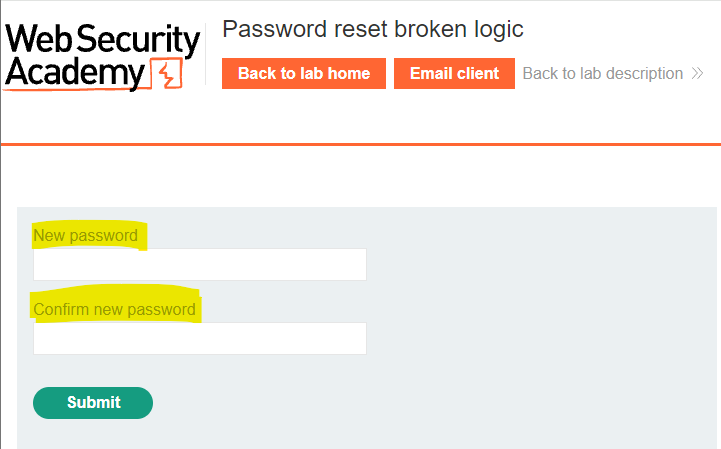 Web Security
Academy
Password reset broken logic
Back to lab home
Email client
Back to lab description
New password
Confirm new password
Submit